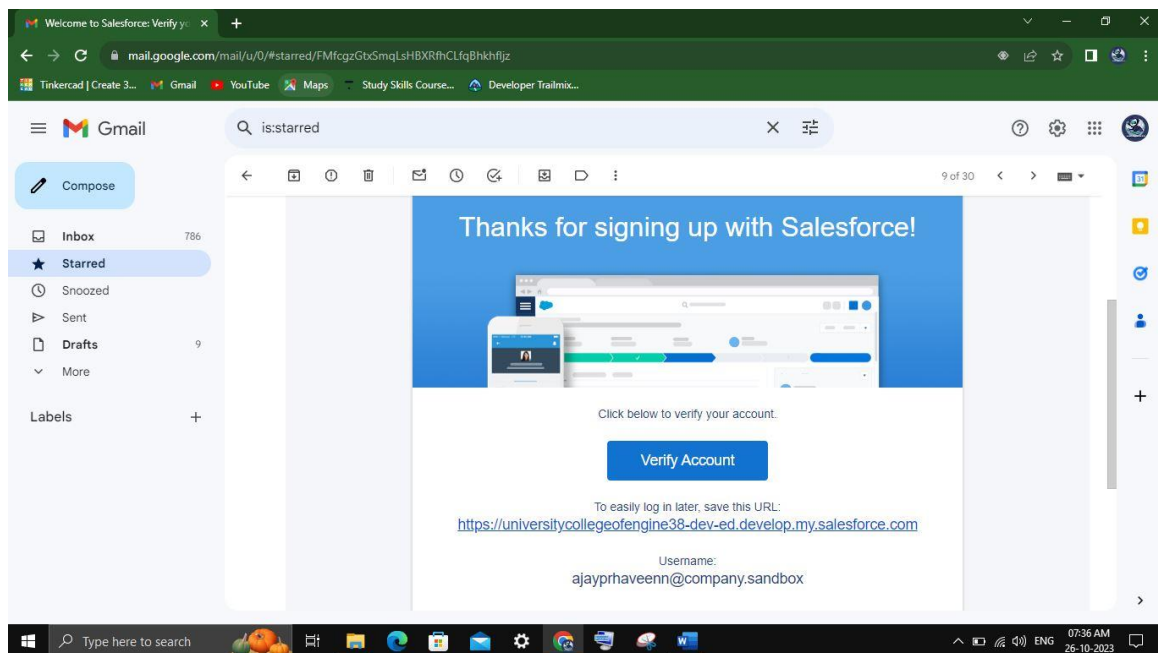 Welcome to Salesforce: Verify yo
mail.google.com/mail/u/0/#starred/FMfcgzGtxSmqLsHBXRfhCLfqBhkhfljz
Tinkercad | Create 3... Gmail YouTube Maps Study Skills Course... Developer Trailmix...
Gmail
is:starred
Compose
9 of 30
Inbox 786
Starred
Snoozed
Sent
Drafts 9
More
Labels
Thanks for signing up with Salesforce!
Click below to verify your account.
Verify Account
To easily log in later, save this URL:
https://universitycollegeofengine38-dev-ed.develop.my.salesforce.com
Username:
ajayprhaveenn@company.sandbox
31
Type here to search
ENG
07:36 AM
26-10-2023